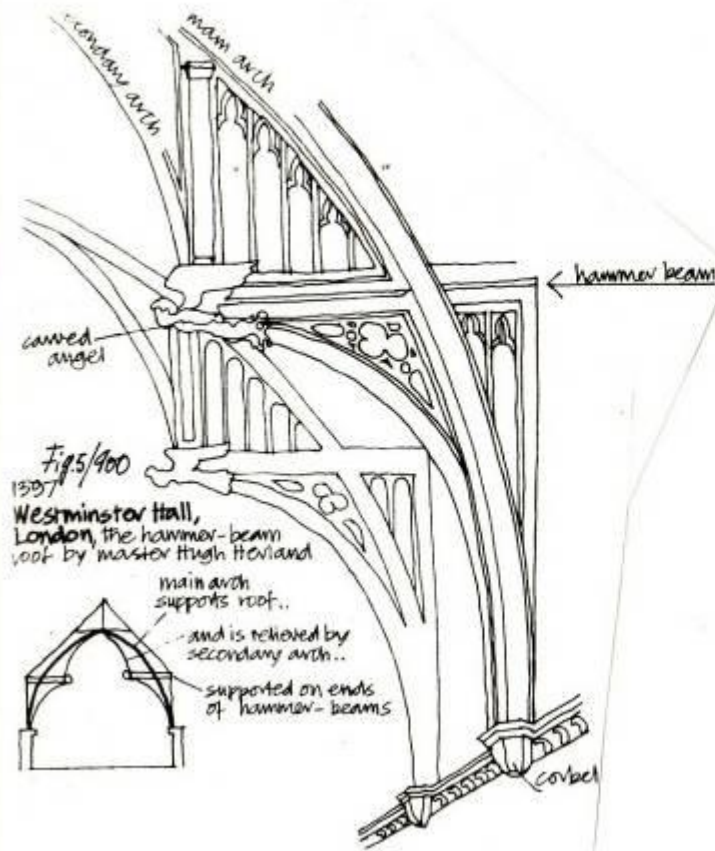 secondary arch
main arch
hammer beam
carved
angel
Fig.5/900
1397
Westminster Hall,
London, the hammer-beam
roof by master Hugh Herland
main arch
supports roof..
and is relieved by
secondary arch..
supported on ends
of hammer-beams
corbel